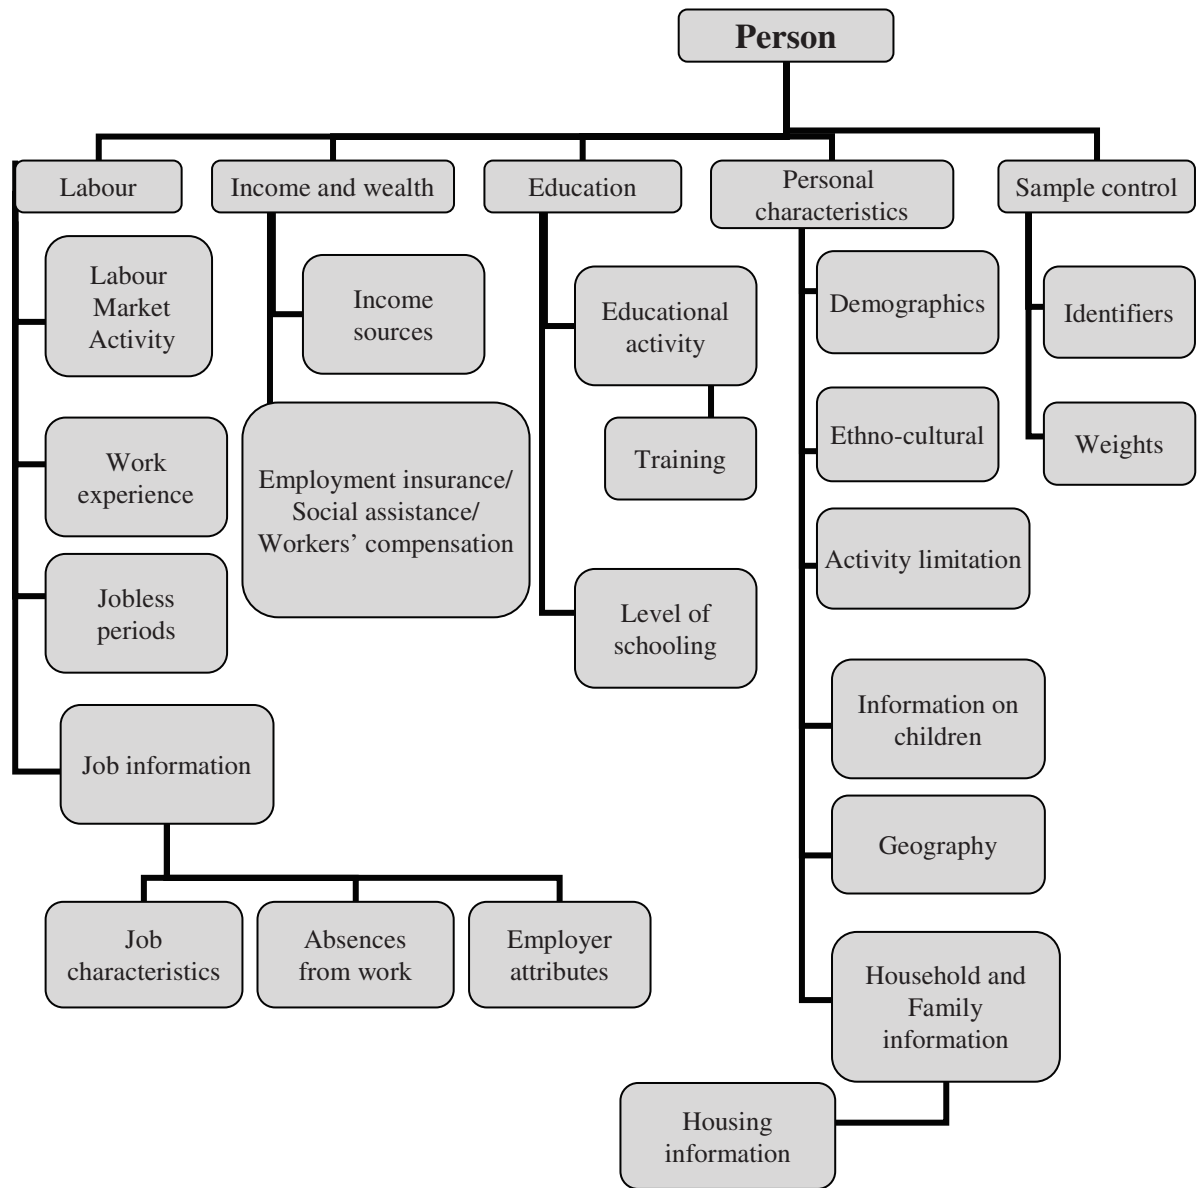 Person
Labour
Income and wealth
Education
Personal
characteristics
Sample control
Labour
Market
Activity
Work
experience
Jobless
periods
Job information
Job
characteristics
Absences
from work
Employer
attributes
Income
sources
Employment insurance/
Social assistance/
Workers’ compensation
Educational
activity
Training
Level of
schooling
Demographics
Ethno-cultural
Activity limitation
Information on
children
Geography
Household and
Family
information
Housing
information
Identifiers
Weights